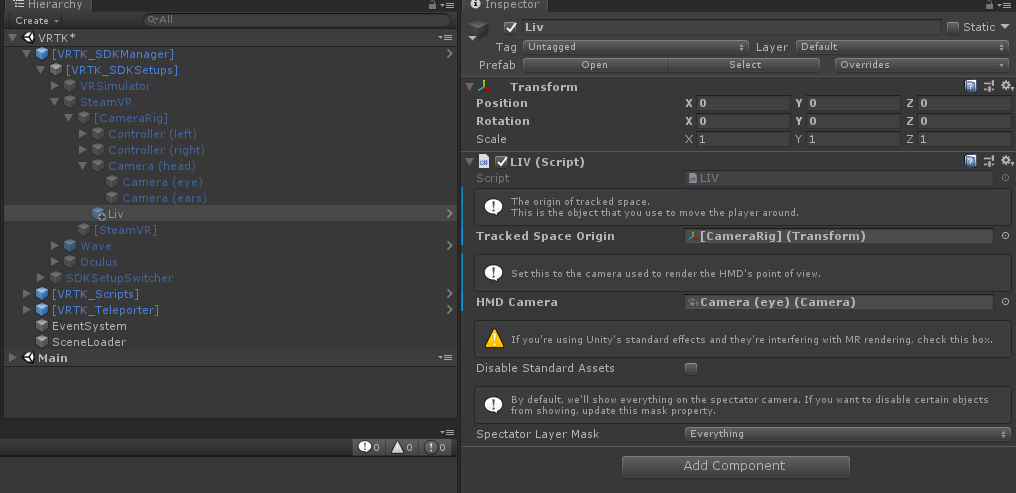 Hierarchy
Create
All
VRTK*
[VRTK_SDKManager]
[VRTK_SDKSetups]
VRSimulator
SteamVR
[CameraRig]
Controller (left)
Controller (right)
Camera (head)
Camera (eye)
Camera (ears)
Liv
[SteamVR]
Wave
Oculus
SDKSetupSwitcher
[VRTK_Scripts]
[VRTK_Teleporter]
EventSystem
SceneLoader
Main
0 0 0
Inspector
Liv
Static
Tag Untagged Layer Default
Prefab Open Select Overrides
Transform
Position X 0 Y 0 Z 0
Rotation X 0 Y 0 Z 0
Scale X 1 Y 1 Z 1
LIV (Script)
Script LIV
The origin of tracked space.
This is the object that you use to move the player around.
Tracked Space Origin [CameraRig] (Transform)
Set this to the camera used to render the HMD's point of view.
HMD Camera Camera (eye) (Camera)
If you're using Unity's standard effects and they're interfering with MR rendering, check this box.
Disable Standard Assets
By default, we'll show everything on the spectator camera. If you want to disable certain objects
from showing, update this mask property.
Spectator Layer Mask Everything
Add Component